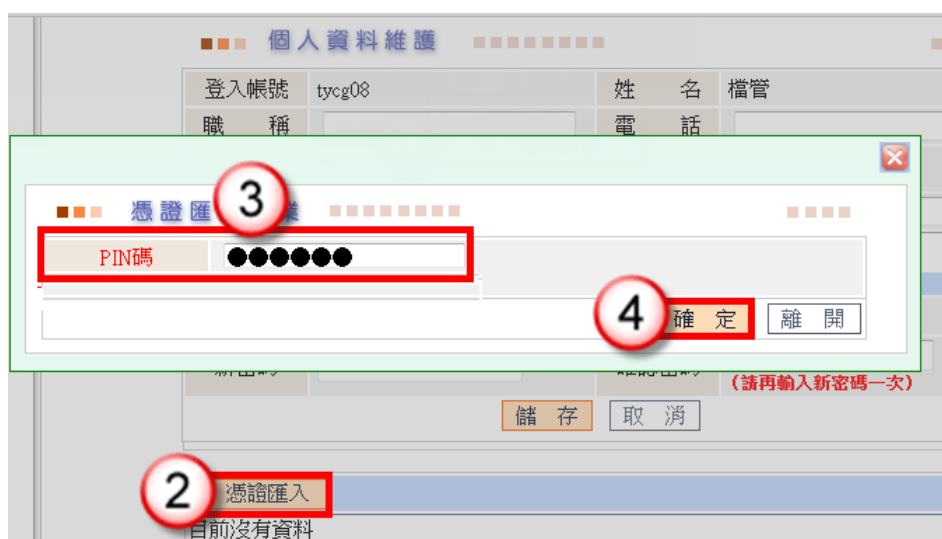 個人資料維護
登入帳號 tycg08 姓 名 檔管
職 稱 電 話
憑證匯
3
PIN碼 ●●●●●●
4 確 定 離 開
(請再輸入新密碼一次)
儲 存 取 消
2 憑證匯入
目前沒有資料